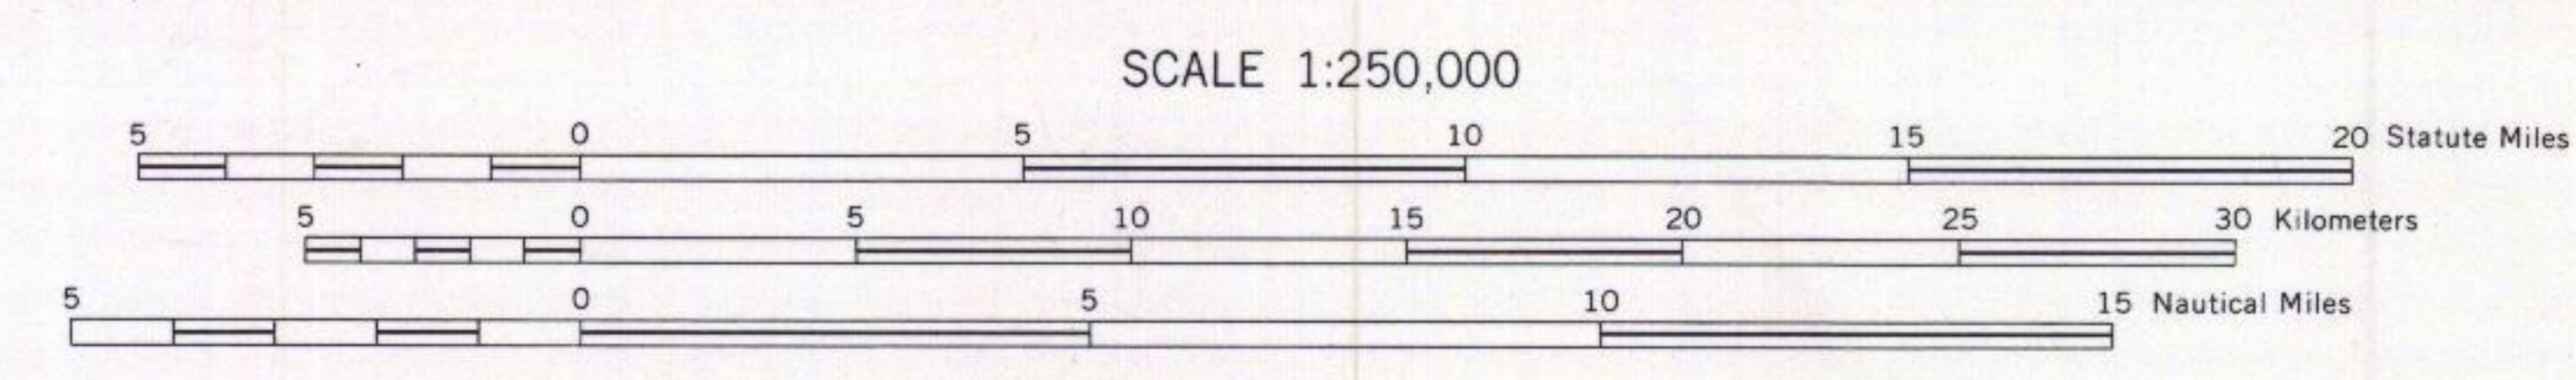 SCALE 1:250,000
5 0 5 10 15 20 Statute Miles
5 0 5 10 15 20 25 30 Kilometers
5 0 5 10 15 Nautical Miles